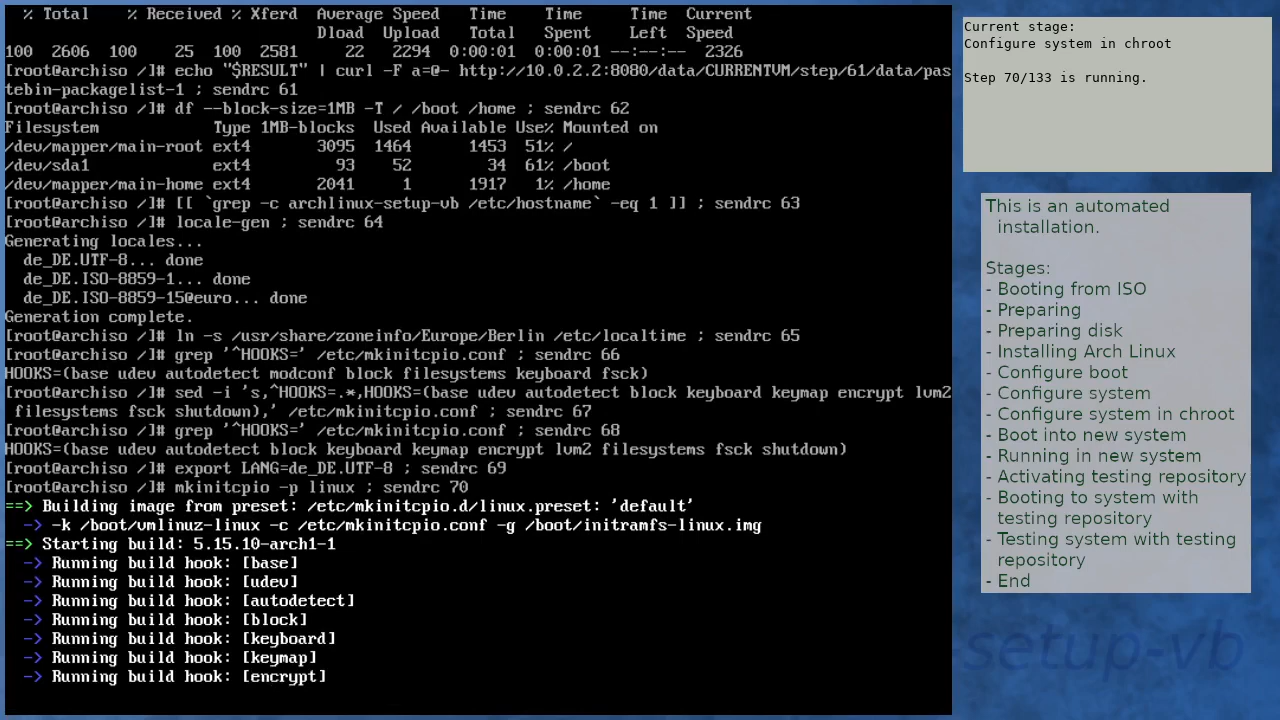 % Total    % Received % Xferd  Average Speed   Time    Time     Time  Current
                                 Dload  Upload   Total   Spent    Left  Speed
100  2606  100    25  100  2581     22   2294  0:00:01  0:00:01 --:--:--  2326
[root@archiso /]# echo "$RESULT" | curl -F a=@- http://10.0.2.2:8080/data/CURRENTVM/step/61/data/pas
tebin-packagelist-1 ; sendrc 61
[root@archiso /]# df --block-size=1MB -T / /boot /home ; sendrc 62
Filesystem            Type 1MB-blocks  Used Available Use% Mounted on
/dev/mapper/main-root ext4       3095  1464      1453  51% /
/dev/sda1             ext4         93    52        34  61% /boot
/dev/mapper/main-home ext4       2041     1      1917   1% /home
[root@archiso /]# [[ `grep -c archlinux-setup-vb /etc/hostname` -eq 1 ]] ; sendrc 63
[root@archiso /]# locale-gen ; sendrc 64
Generating locales...
  de_DE.UTF-8... done
  de_DE.ISO-8859-1... done
  de_DE.ISO-8859-15@euro... done
Generation complete.
[root@archiso /]# ln -s /usr/share/zoneinfo/Europe/Berlin /etc/localtime ; sendrc 65
[root@archiso /]# grep '^HOOKS=' /etc/mkinitcpio.conf ; sendrc 66
HOOKS=(base udev autodetect modconf block filesystems keyboard fsck)
[root@archiso /]# sed -i 's,^HOOKS=.*,HOOKS=(base udev autodetect block keyboard keymap encrypt lvm2
 filesystems fsck shutdown),' /etc/mkinitcpio.conf ; sendrc 67
[root@archiso /]# grep '^HOOKS=' /etc/mkinitcpio.conf ; sendrc 68
HOOKS=(base udev autodetect block keyboard keymap encrypt lvm2 filesystems fsck shutdown)
[root@archiso /]# export LANG=de_DE.UTF-8 ; sendrc 69
[root@archiso /]# mkinitcpio -p linux ; sendrc 70
==> Building image from preset: /etc/mkinitcpio.d/linux.preset: 'default'
  -> -k /boot/vmlinuz-linux -c /etc/mkinitcpio.conf -g /boot/initramfs-linux.img
==> Starting build: 5.15.10-arch1-1
  -> Running build hook: [base]
  -> Running build hook: [udev]
  -> Running build hook: [autodetect]
  -> Running build hook: [block]
  -> Running build hook: [keyboard]
  -> Running build hook: [keymap]
  -> Running build hook: [encrypt]
Current stage:
Configure system in chroot
Step 70/133 is running.
This is an automated
installation.
Stages:
- Booting from ISO
- Preparing
- Preparing disk
- Installing Arch Linux
- Configure boot
- Configure system
- Configure system in chroot
- Boot into new system
- Running in new system
- Activating testing repository
- Booting to system with
testing repository
- Testing system with testing
repository
- End
-setup-vb